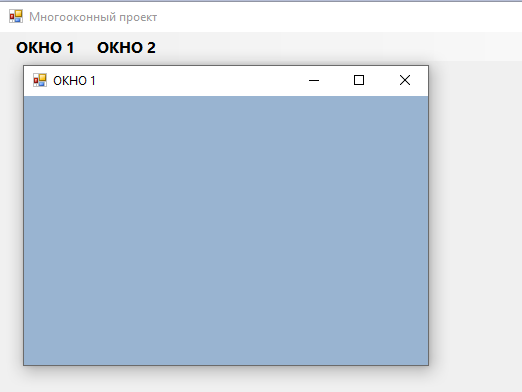 Многооконный проект
ОКНО 1 ОКНО 2
ОКНО 1